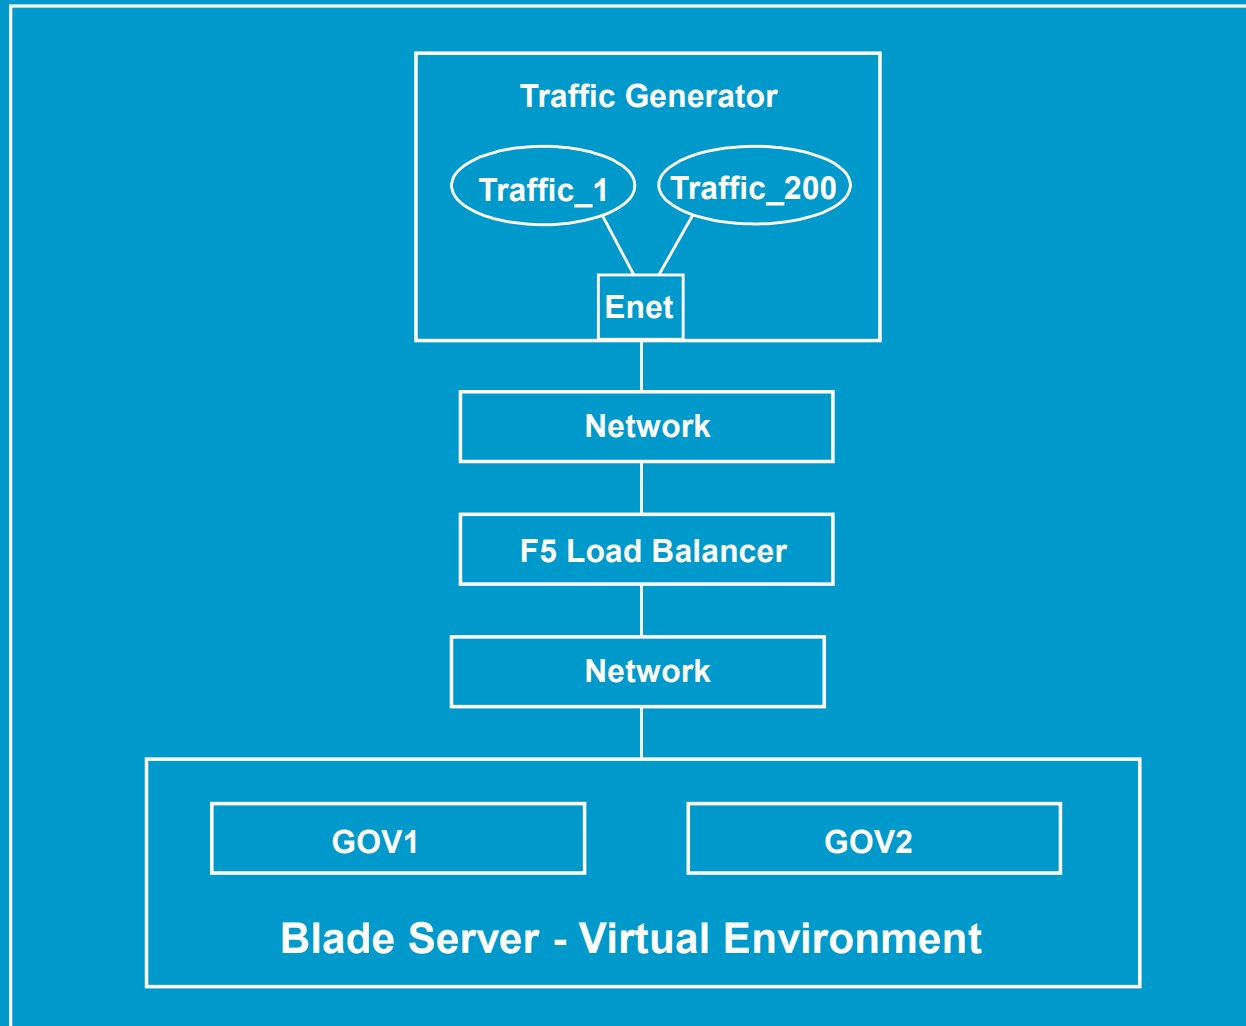 Traffic Generator
Traffic_1 Traffic_200
Enet
Network
F5 Load Balancer
Network
GOV1 GOV2
Blade Server - Virtual Environment